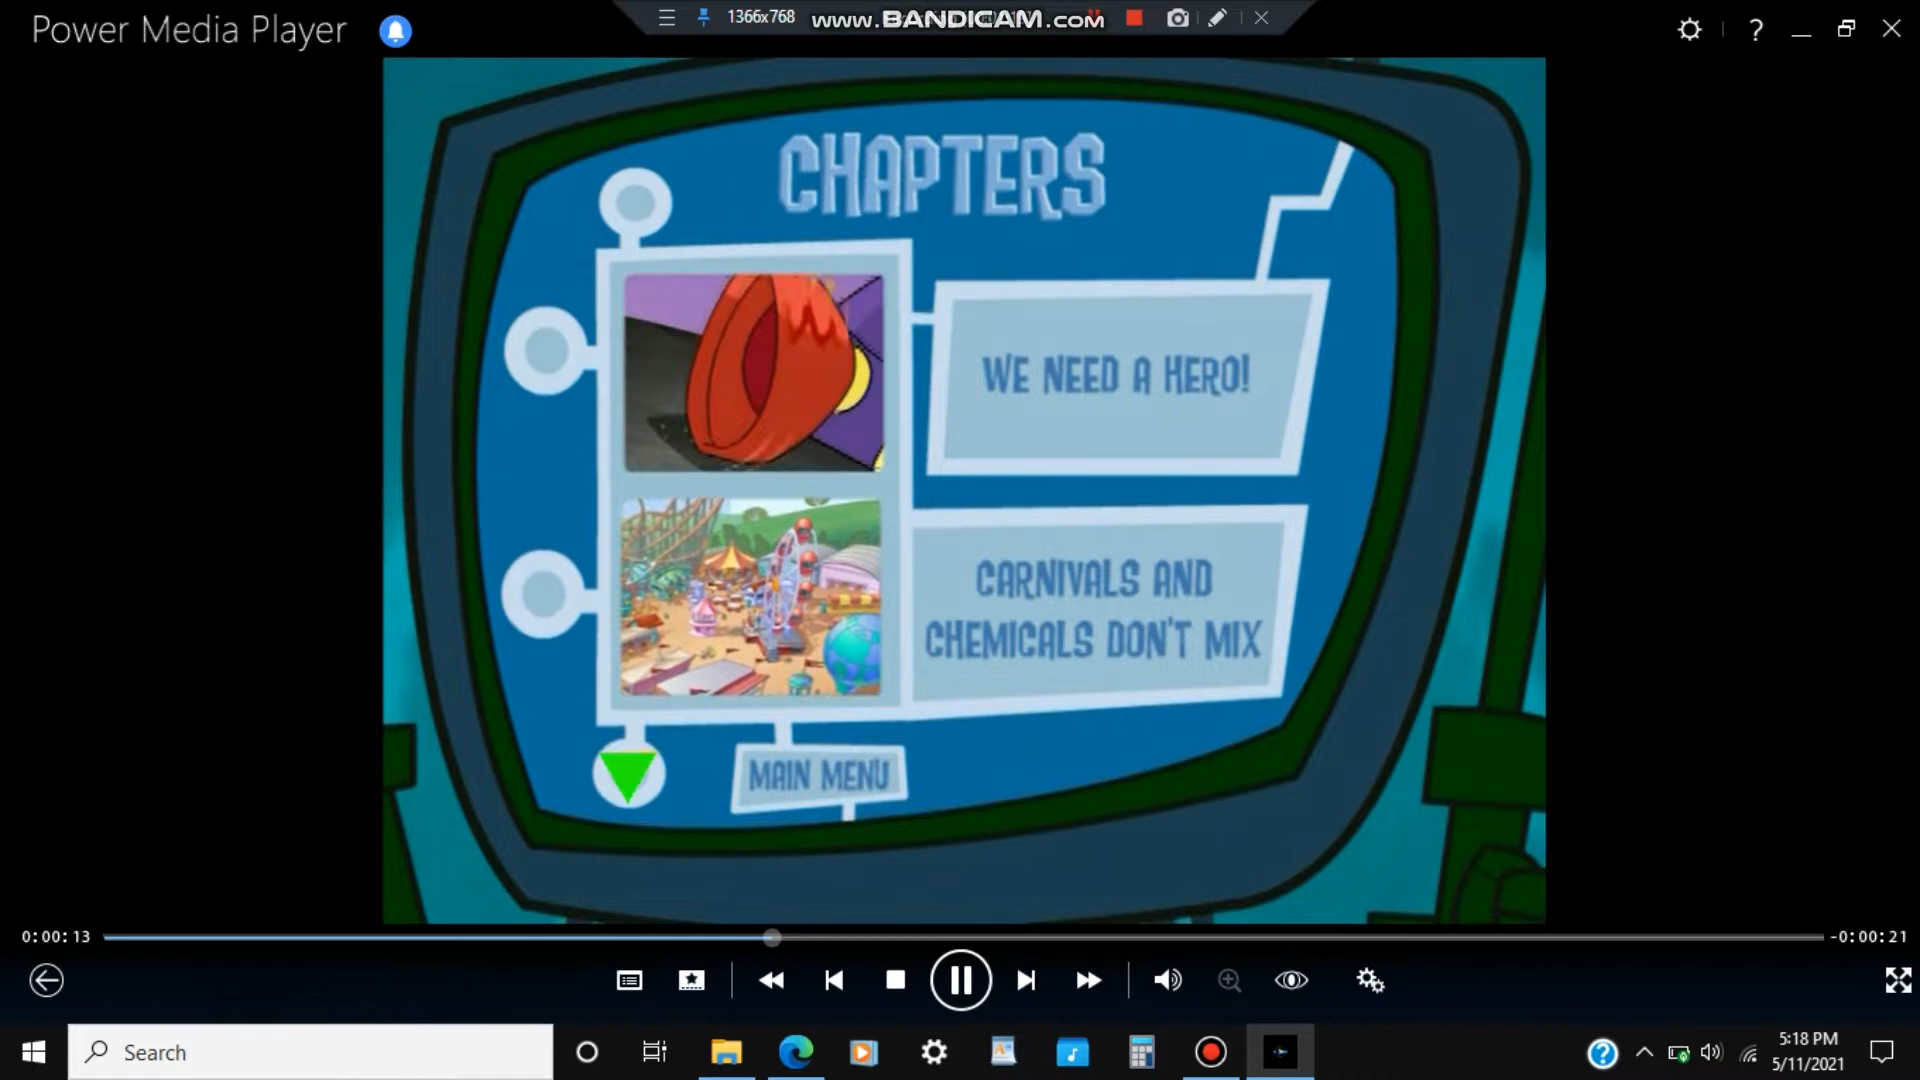 Power Media Player
1366x768
www.BANDICAM.com
?
CHAPTERS
WE NEED A HERO!
CARNIVALS AND
CHEMICALS DON'T MIX
MAIN MENU
0:00:13
-0:00:21
Search
?
5:18 PM
5/11/2021